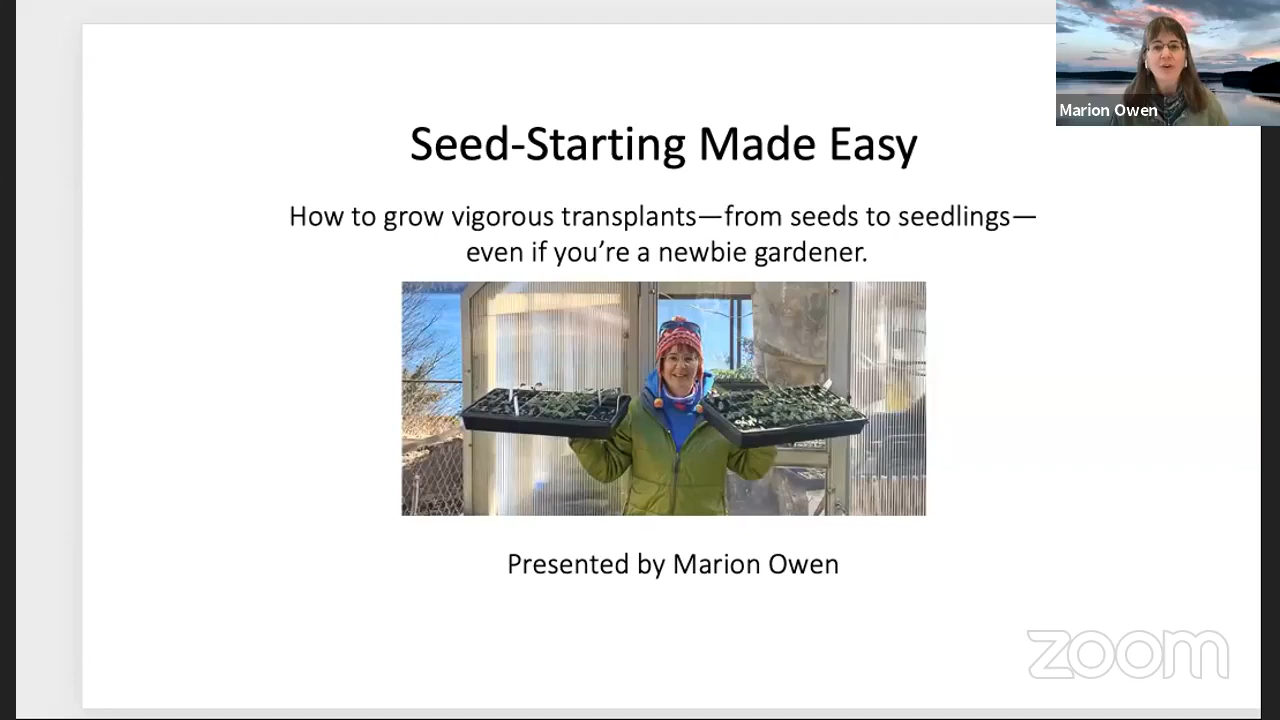 Marion Owen
Seed-Starting Made Easy
How to grow vigorous transplants—from seeds to seedlings—
even if you’re a newbie gardener.
Presented by Marion Owen
zoom